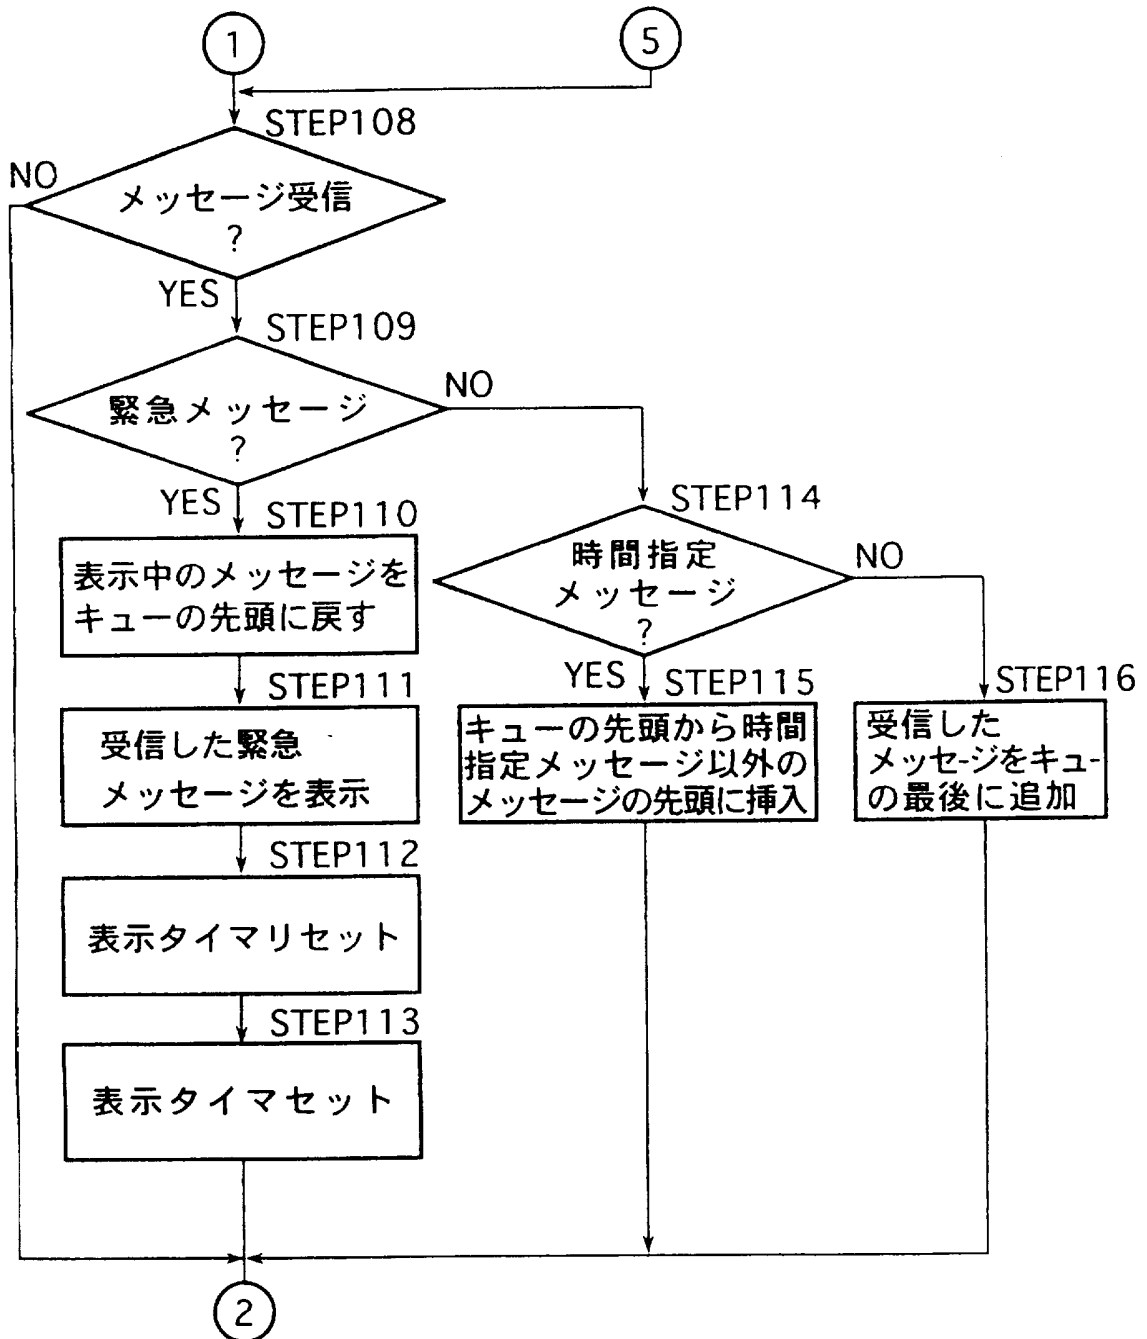 1
5
STEP108
NO
メッセージ受信
?
YES
STEP109
NO
緊急メッセージ
?
YES
STEP110
STEP114
表示中のメッセージを
キューの先頭に戻す
時間指定
メッセージ
?
NO
YES
STEP111
STEP115
STEP116
受信した緊急
メッセージを表示
キューの先頭から時間
指定メッセージ以外の
メッセージの先頭に挿入
受信した
メッセージをキュー
の最後に追加
STEP112
表示タイマリセット
STEP113
表示タイマセット
2